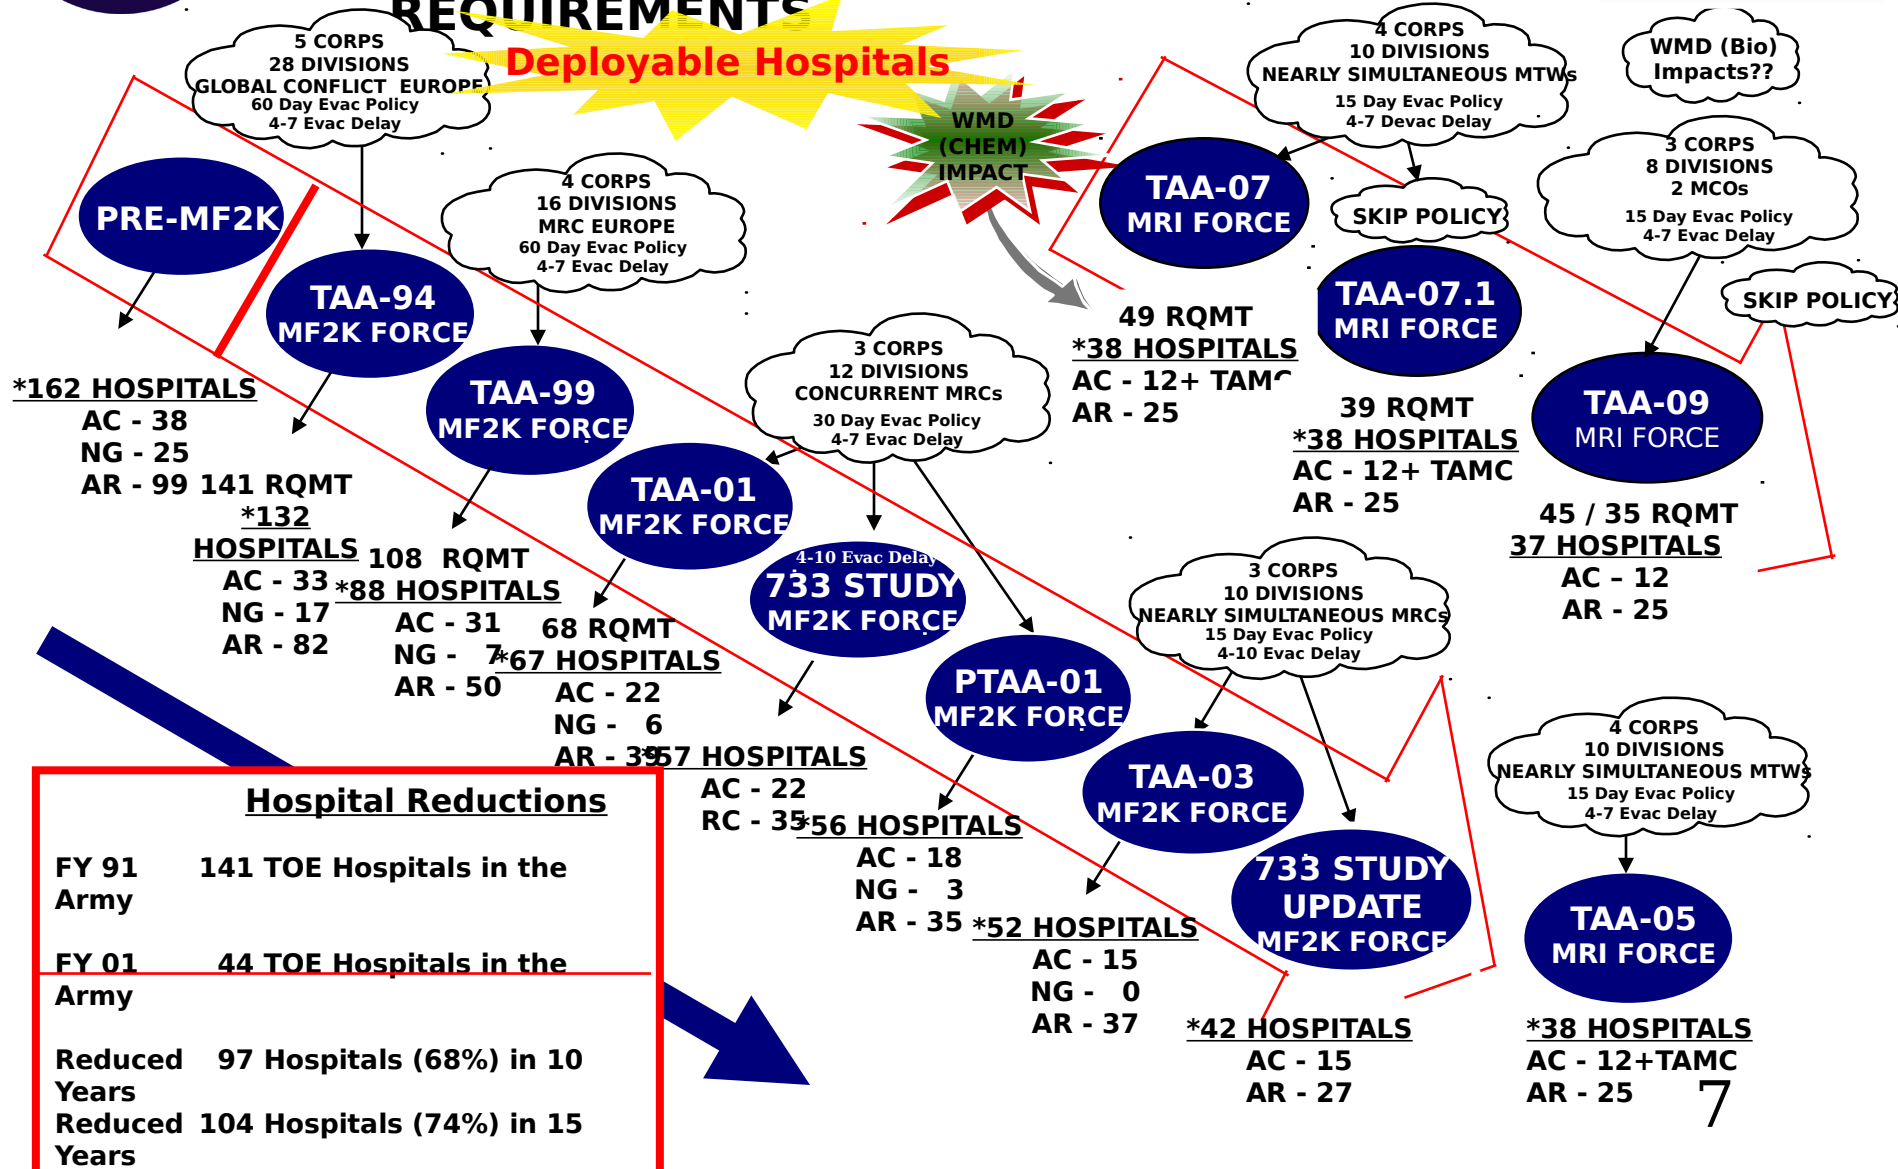 REQUIREMENTS
Deployable Hospitals
5 CORPS
28 DIVISIONS
GLOBAL CONFLICT EUROPE
60 Day Evac Policy
4-7 Evac Delay
PRE-MF2K
*162 HOSPITALS
AC - 38
NG - 25
AR - 99
TAA-94
MF2K FORCE
141 RQMT
*132
HOSPITALS
AC - 33
NG - 17
AR - 82
4 CORPS
16 DIVISIONS
MRC EUROPE
60 Day Evac Policy
4-7 Evac Delay
TAA-99
MF2K FORCE
108 RQMT
*88 HOSPITALS
AC - 31
NG - 7
AR - 50
3 CORPS
12 DIVISIONS
CONCURRENT MRCs
30 Day Evac Policy
4-7 Evac Delay
TAA-01
MF2K FORCE
68 RQMT
*67 HOSPITALS
AC - 22
NG - 6
AR - 39
4-10 Evac Delay
733 STUDY
MF2K FORCE
*57 HOSPITALS
AC - 22
RC - 35
PTAA-01
MF2K FORCE
*56 HOSPITALS
AC - 18
NG - 3
AR - 35
3 CORPS
10 DIVISIONS
NEARLY SIMULTANEOUS MRCs
15 Day Evac Policy
4-10 Evac Delay
TAA-03
MF2K FORCE
*52 HOSPITALS
AC - 15
NG - 0
AR - 37
733 STUDY
UPDATE
MF2K FORCE
*42 HOSPITALS
AC - 15
AR - 27
4 CORPS
10 DIVISIONS
NEARLY SIMULTANEOUS MTWs
15 Day Evac Policy
4-7 Evac Delay
TAA-05
MRI FORCE
*38 HOSPITALS
AC - 12+TAMC
AR - 25
WMD
(CHEM)
IMPACT
4 CORPS
10 DIVISIONS
NEARLY SIMULTANEOUS MTWs
15 Day Evac Policy
4-7 Devac Delay
TAA-07
MRI FORCE
49 RQMT
*38 HOSPITALS
AC - 12+ TAMC
AR - 25
SKIP POLICY
TAA-07.1
MRI FORCE
39 RQMT
*38 HOSPITALS
AC - 12+ TAMC
AR - 25
WMD (Bio)
Impacts??
3 CORPS
8 DIVISIONS
2 MCOs
15 Day Evac Policy
4-7 Evac Delay
SKIP POLICY
TAA-09
MRI FORCE
45 / 35 RQMT
37 HOSPITALS
AC – 12
AR - 25
Hospital Reductions
FY 91 141 TOE Hospitals in the
Army
FY 01 44 TOE Hospitals in the
Army
Reduced 97 Hospitals (68%) in 10
Years
Reduced 104 Hospitals (74%) in 15
Years
7